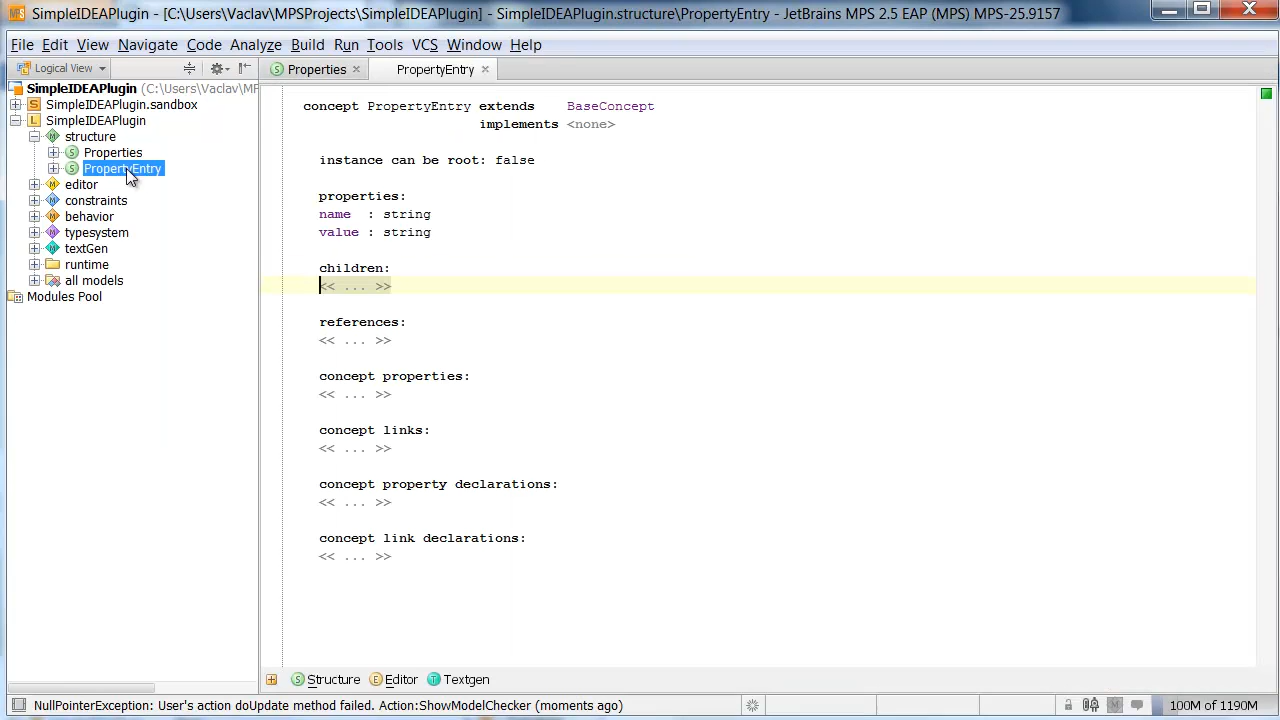 SimpleIDEAPlugin - [C:\Users\Vaclav\MPSProjects\SimpleIDEAPlugin] - SimpleIDEAPlugin.structure\PropertyEntry - JetBrains MPS 2.5 EAP (MPS) MPS-25.9157
File Edit View Navigate Code Analyze Build Run Tools VCS Window Help
Logical View
Properties
PropertyEntry
SimpleIDEAPlugin (C:\Users\Vaclav\MP
SimpleIDEAPlugin.sandbox
SimpleIDEAPlugin
structure
Properties
PropertyEntry
editor
constraints
behavior
typesystem
textGen
runtime
all models
Modules Pool
concept PropertyEntry extends BaseConcept
implements <none>
instance can be root: false
properties:
name : string
value : string
children:
<< ... >>
references:
<< ... >>
concept properties:
<< ... >>
concept links:
<< ... >>
concept property declarations:
<< ... >>
concept link declarations:
<< ... >>
Structure Editor Textgen
NullPointerException: User's action doUpdate method failed. Action:ShowModelChecker (moments ago)
100M of 1190M